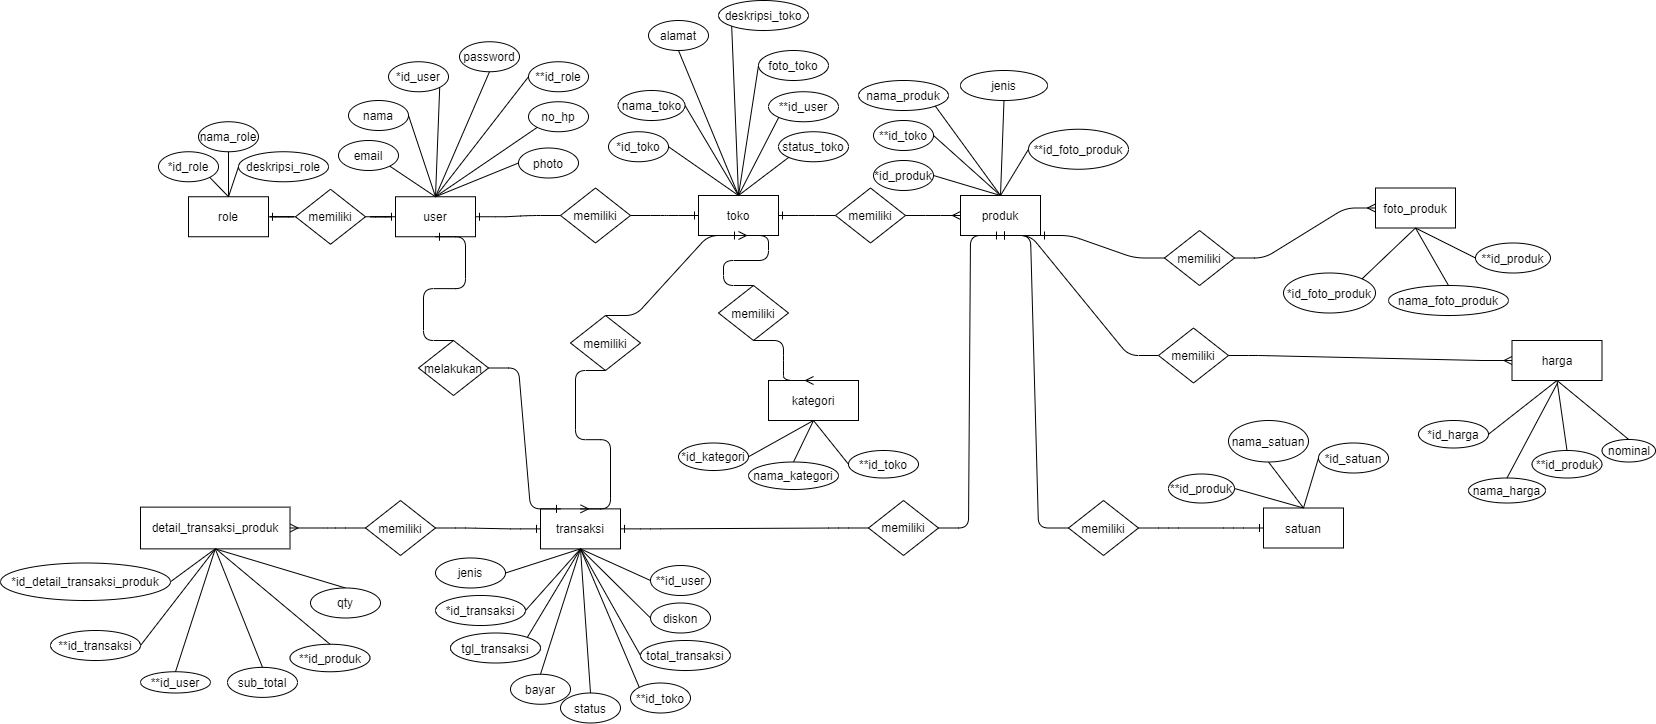 deskripsi_toko
alamat
password
*id_user
**id_role
foto_toko
nama_produk
jenis
nama
no_hp
nama_toko
**id_user
nama_role
**id_toko
email
photo
*id_toko
status_toko
**id_foto_produk
*id_role
deskripsi_role
*id_produk
role
memiliki
user
memiliki
toko
memiliki
produk
foto_produk
memiliki
**id_produk
*id_foto_produk
nama_foto_produk
memiliki
memiliki
memiliki
harga
melakukan
kategori
*id_kategori
nama_kategori
**id_toko
*id_harga
nama_harga
**id_produk
nominal
nama_satuan
*id_satuan
**id_produk
detail_transaksi_produk
memiliki
transaksi
memiliki
memiliki
satuan
*id_detail_transaksi_produk
qty
**id_transaksi
**id_user
sub_total
**id_produk
jenis
**id_user
*id_transaksi
diskon
tgl_transaksi
total_transaksi
bayar
status
**id_toko